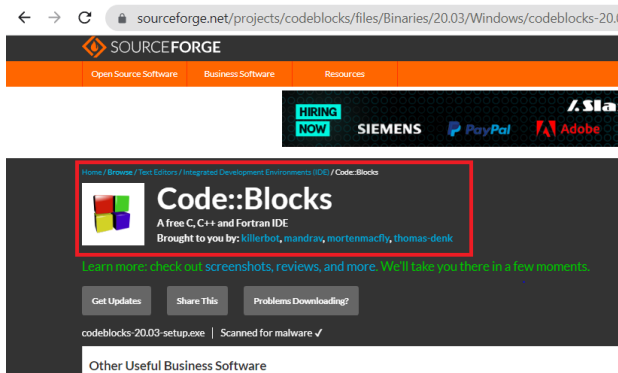 sourceforge.net/projects/codeblocks/files/Binaries/20.03/Windows/codeblocks-20.0
SOURCEFORGE
Open Source Software Business Software Resources
HIRING
NOW SIEMENS PayPal Adobe
/.Sla
Home / Browse / Text Editors / Integrated Development Environments (IDE) / Code::Blocks
Code::Blocks
A free C, C++ and Fortran IDE
Brought to you by: killerbot, mandrav, mortenmacfly, thomas-denk
Learn more: check out screenshots, reviews, and more. We'll take you there in a few moments.
Get Updates Share This Problems Downloading?
codeblocks-20.03-setup.exe | Scanned for malware ✓
Other Useful Business Software